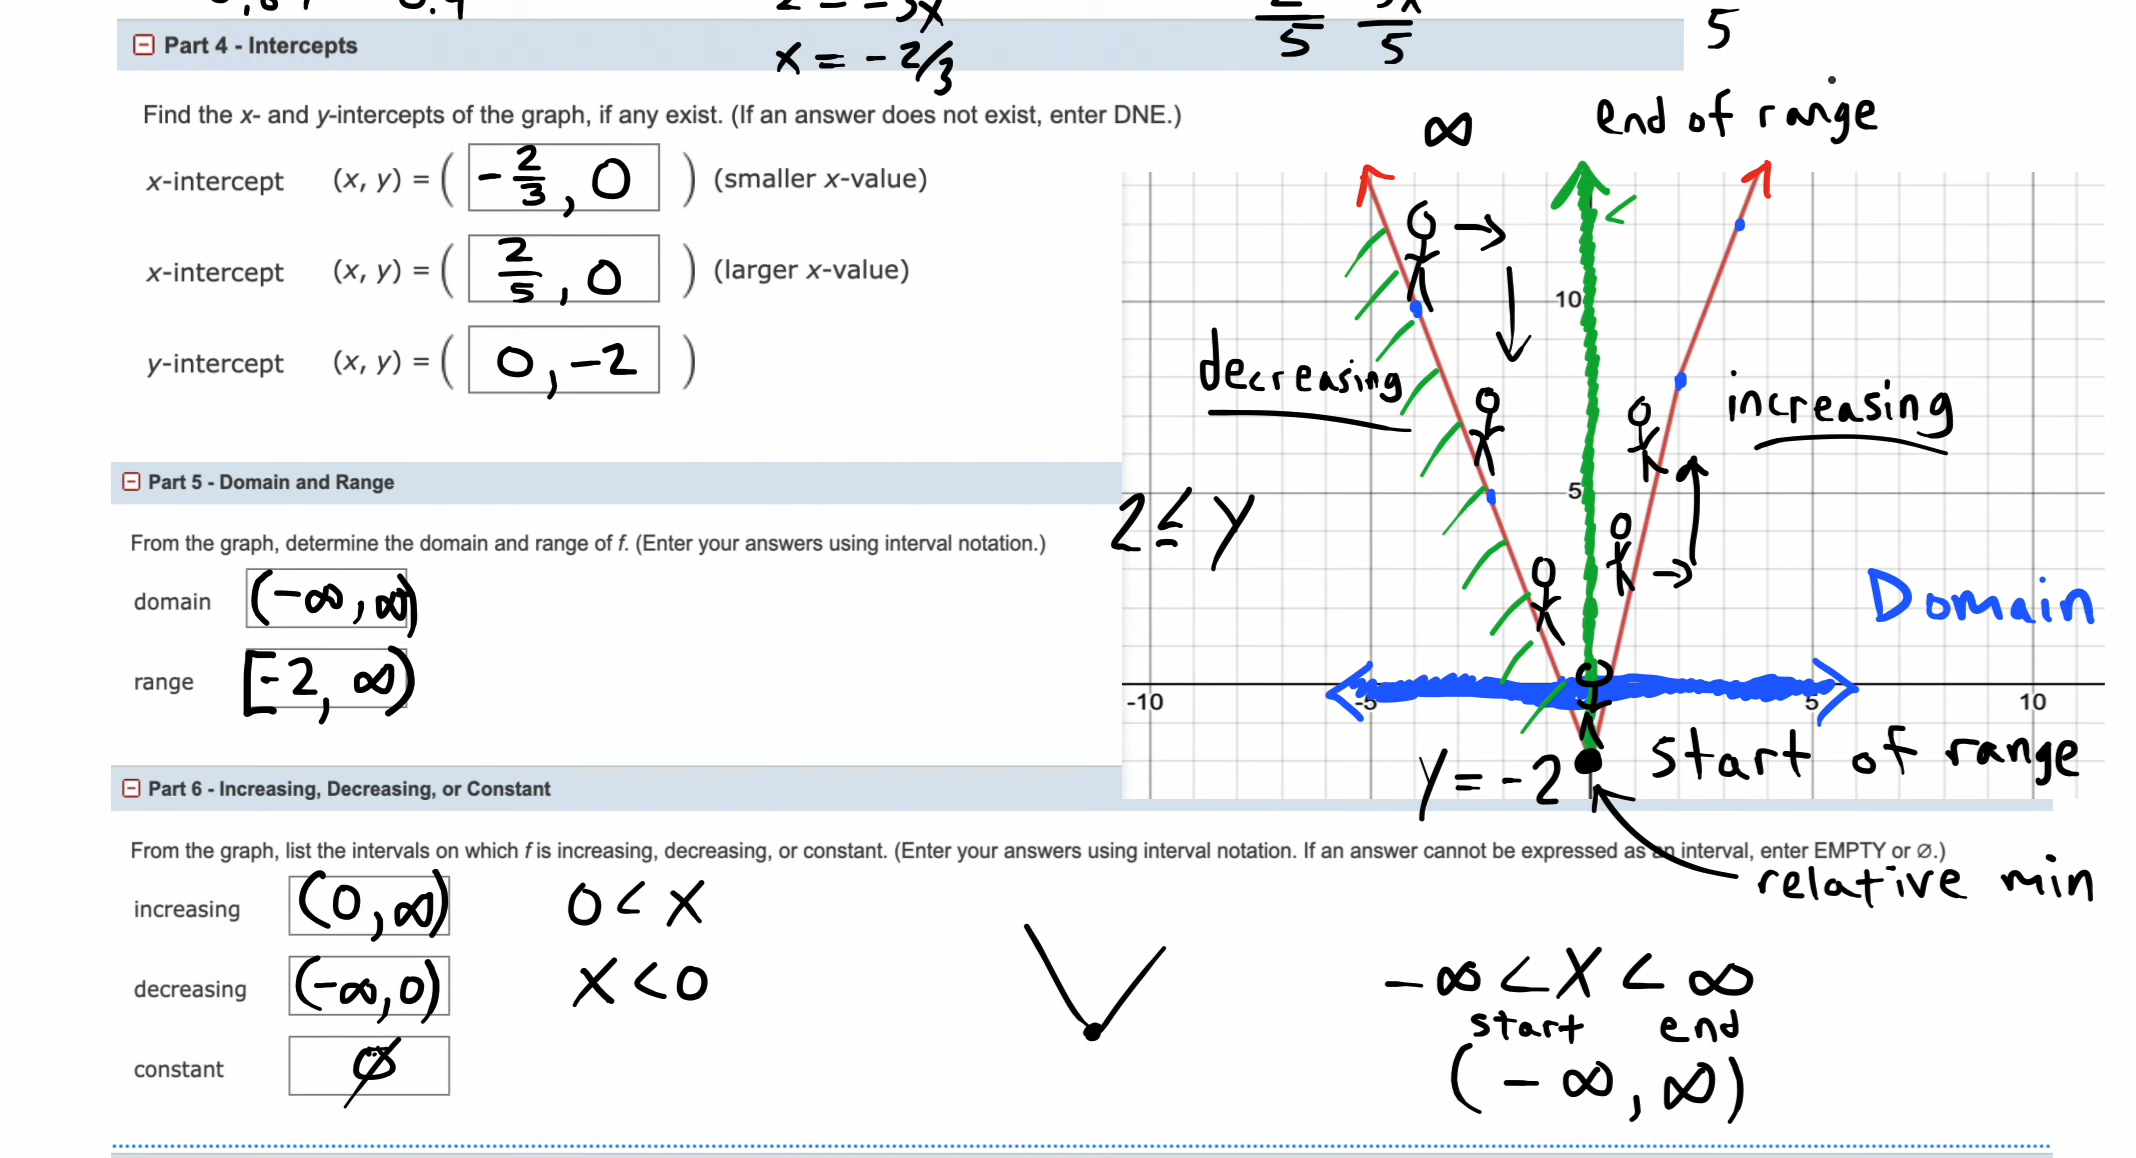 Part 4 - Intercepts
x = -2/3
5
5
5
Find the x- and y-intercepts of the graph, if any exist. (If an answer does not exist, enter DNE.)
x-intercept (x, y) = ( -2/3, 0 ) (smaller x-value)
x-intercept (x, y) = ( 2/5, 0 ) (larger x-value)
y-intercept (x, y) = ( 0, -2 )
∞
end of range
10
decreasing
increasing
5
2 ≤ y
Domain
-10
-5
5
10
y = -2
start of range
relative min
Part 5 - Domain and Range
From the graph, determine the domain and range of f. (Enter your answers using interval notation.)
domain (-∞, ∞)
range [-2, ∞)
Part 6 - Increasing, Decreasing, or Constant
From the graph, list the intervals on which f is increasing, decreasing, or constant. (Enter your answers using interval notation. If an answer cannot be expressed as an interval, enter EMPTY or ∅.)
increasing (0, ∞) 0 < x
decreasing (-∞, 0) x < 0
constant ∅
-∞ < x < ∞
start end
(-∞, ∞)